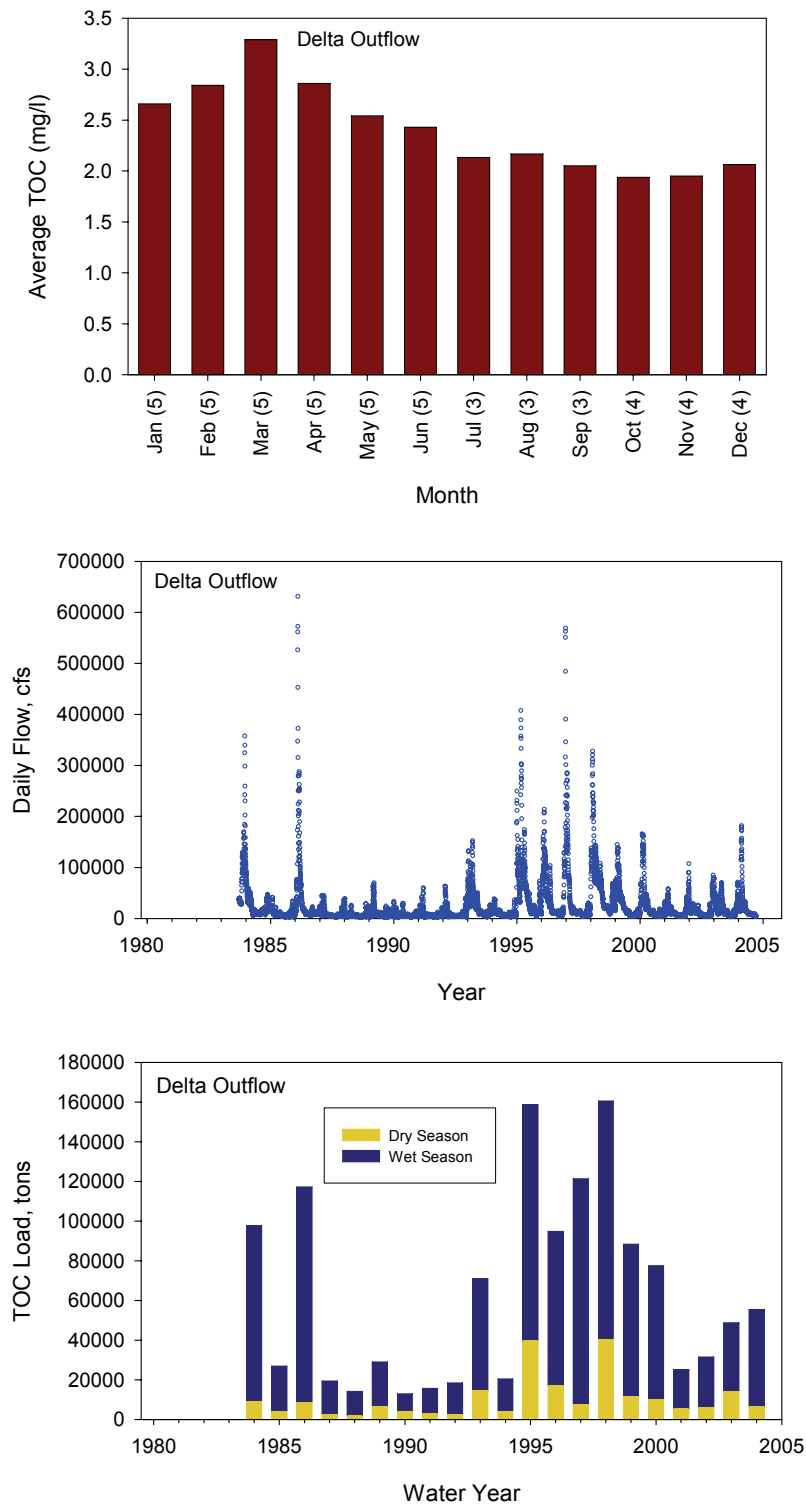 Delta Outflow
Average TOC (mg/l)
3.5
3.0
2.5
2.0
1.5
1.0
0.5
0.0
Jan (5)
Feb (5)
Mar (5)
Apr (5)
May (5)
Jun (5)
Jul (3)
Aug (3)
Sep (3)
Oct (4)
Nov (4)
Dec (4)
Month
Delta Outflow
Daily Flow, cfs
700000
600000
500000
400000
300000
200000
100000
0
1980
1985
1990
1995
2000
2005
Year
Delta Outflow
TOC Load, tons
180000
160000
140000
120000
100000
80000
60000
40000
20000
0
Dry Season
Wet Season
1980
1985
1990
1995
2000
2005
Water Year